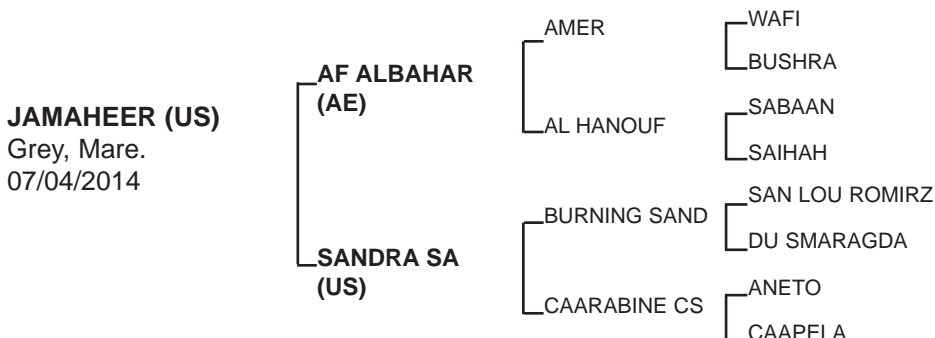 JAMAHEER (US)
Grey, Mare.
07/04/2014
AF ALBAHAR
(AE)
SANDRA SA
(US)
AMER
AL HANOUF
BURNING SAND
CAARABINE CS
WAFI
BUSHRA
SABAAN
SAIHAH
SAN LOU ROMIRZ
DU SMARAGDA
ANETO
CAAPELA